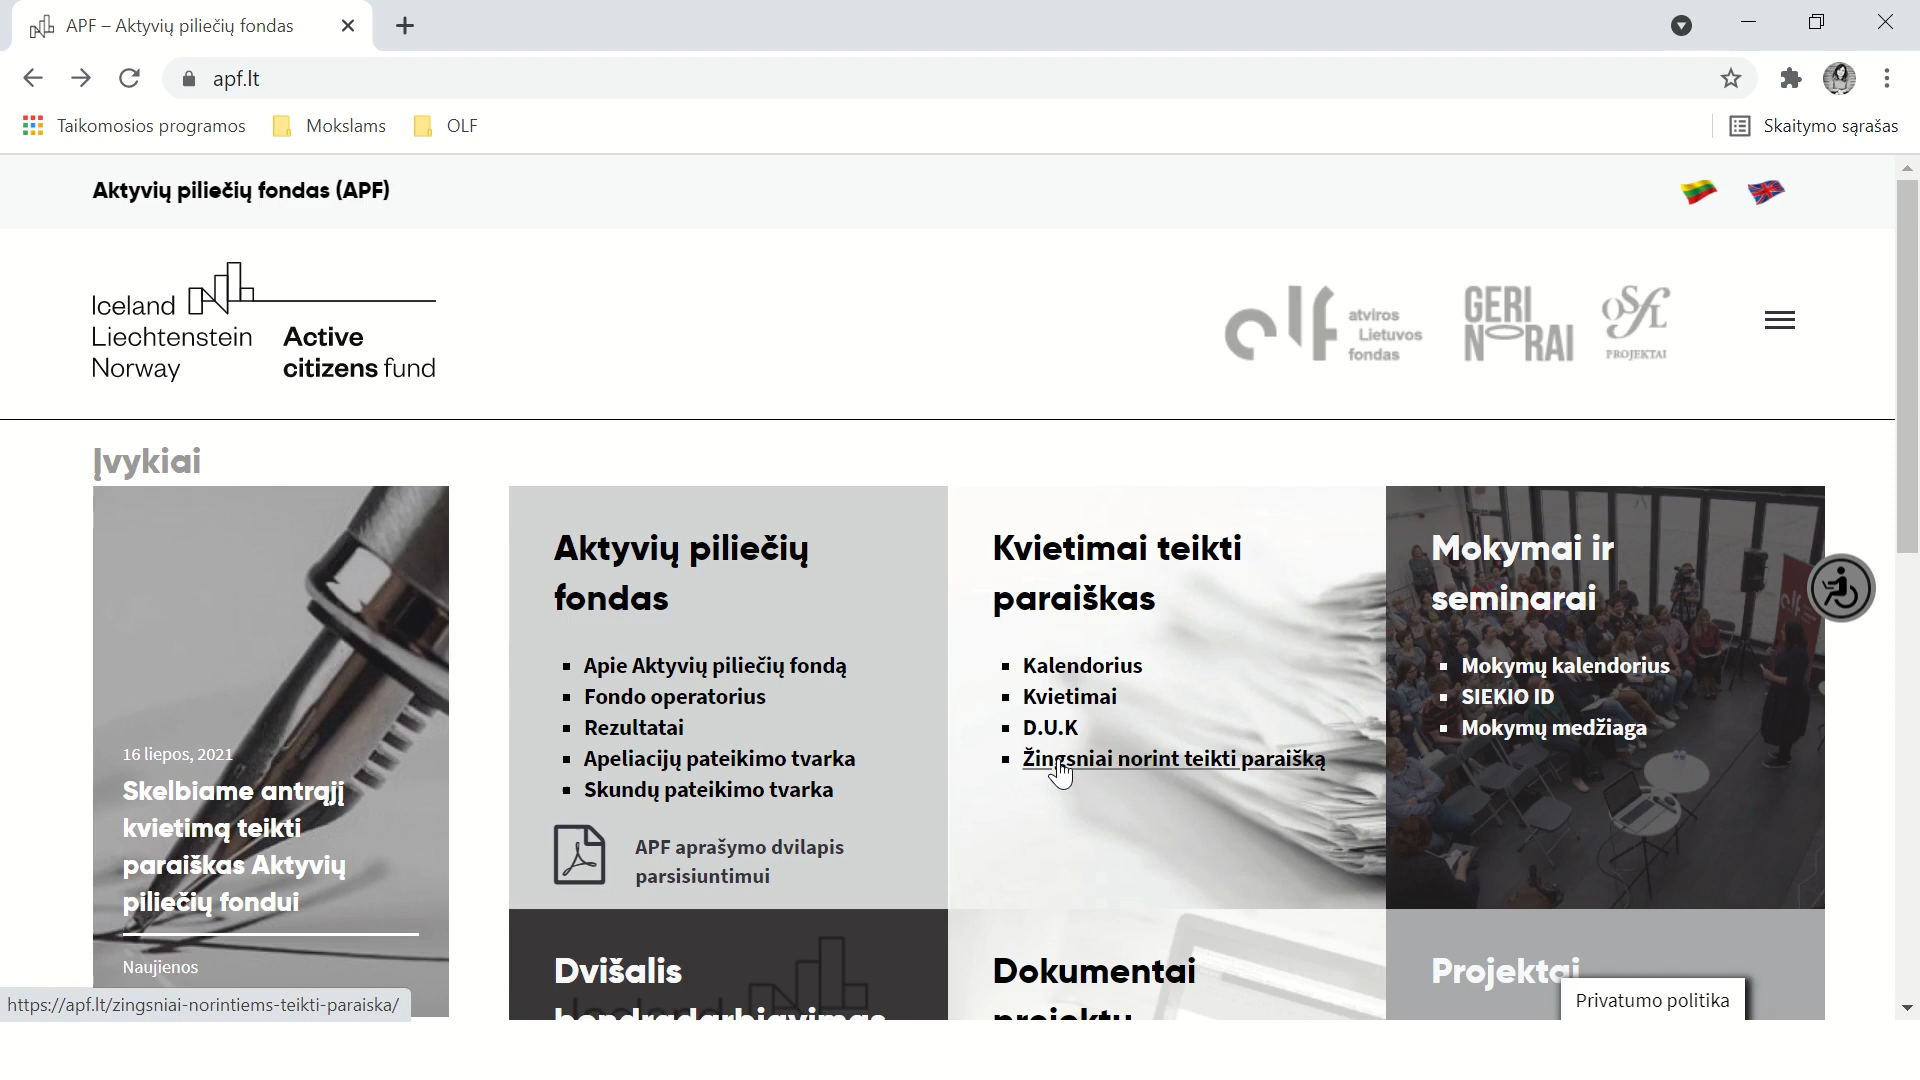 APF – Aktyvių piliečių fondas
apf.lt
Taikomosios programos
Mokslams
OLF
Skaitymo sąrašas
Aktyvių piliečių fondas (APF)
Iceland
Liechtenstein
Norway
Active
citizens fund
olf
atviros
Lietuvos
fondas
GERI
NORAI
OSFL
PROJEKTAI
Įvykiai
16 liepos, 2021
Skelbiame antrąjį
kvietimą teikti
paraiškas Aktyvių
piliečių fondui
Naujienos
Aktyvių piliečių
fondas
Apie Aktyvių piliečių fondą
Fondo operatorius
Rezultatai
Apeliacijų pateikimo tvarka
Skundų pateikimo tvarka
APF aprašymo dvilapis
parsisiuntimui
Kvietimai teikti
paraiškas
Kalendorius
Kvietimai
D.U.K
Žingsniai norint teikti paraišką
Mokymai ir
seminarai
Mokymų kalendorius
SIEKIO ID
Mokymų medžiaga
Dvišalis
bendradarbiavimas
Dokumentai
projektų
Projektai
Privatumo politika
https://apf.lt/zingsniai-norintiems-teikti-paraiska/